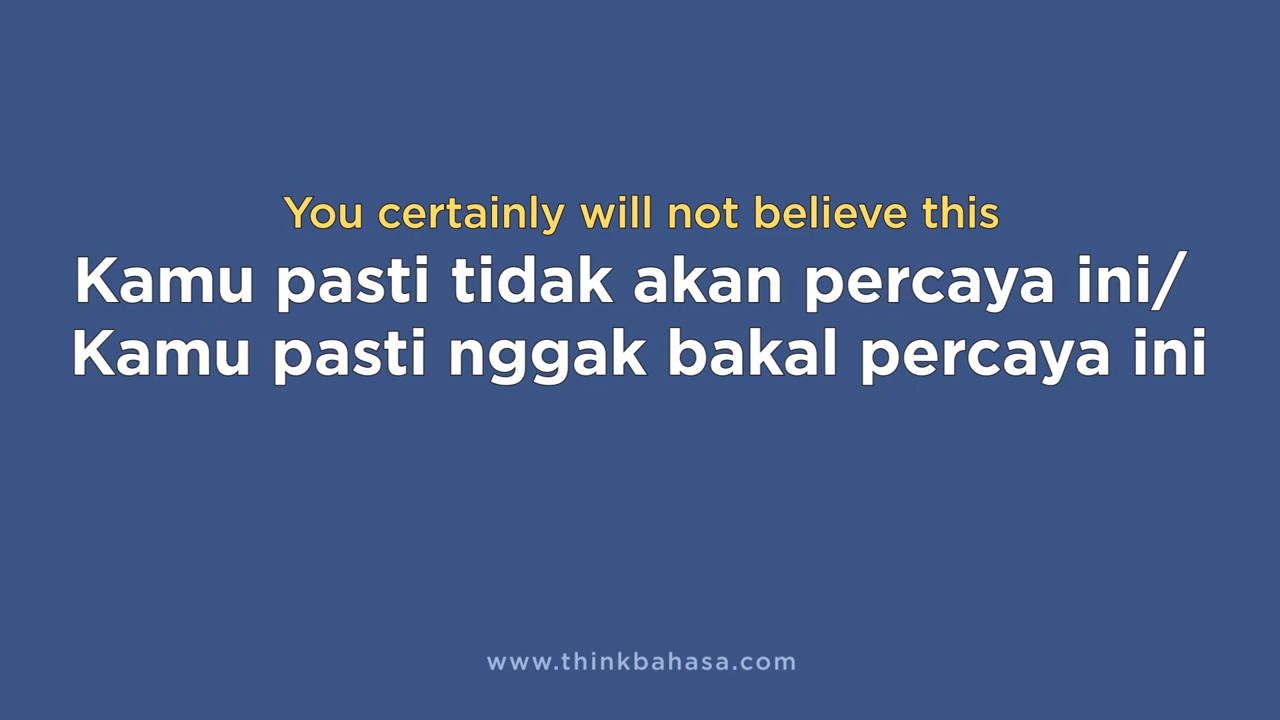 You certainly will not believe this
Kamu pasti tidak akan percaya ini/
Kamu pasti nggak bakal percaya ini
www.thinkbahasa.com